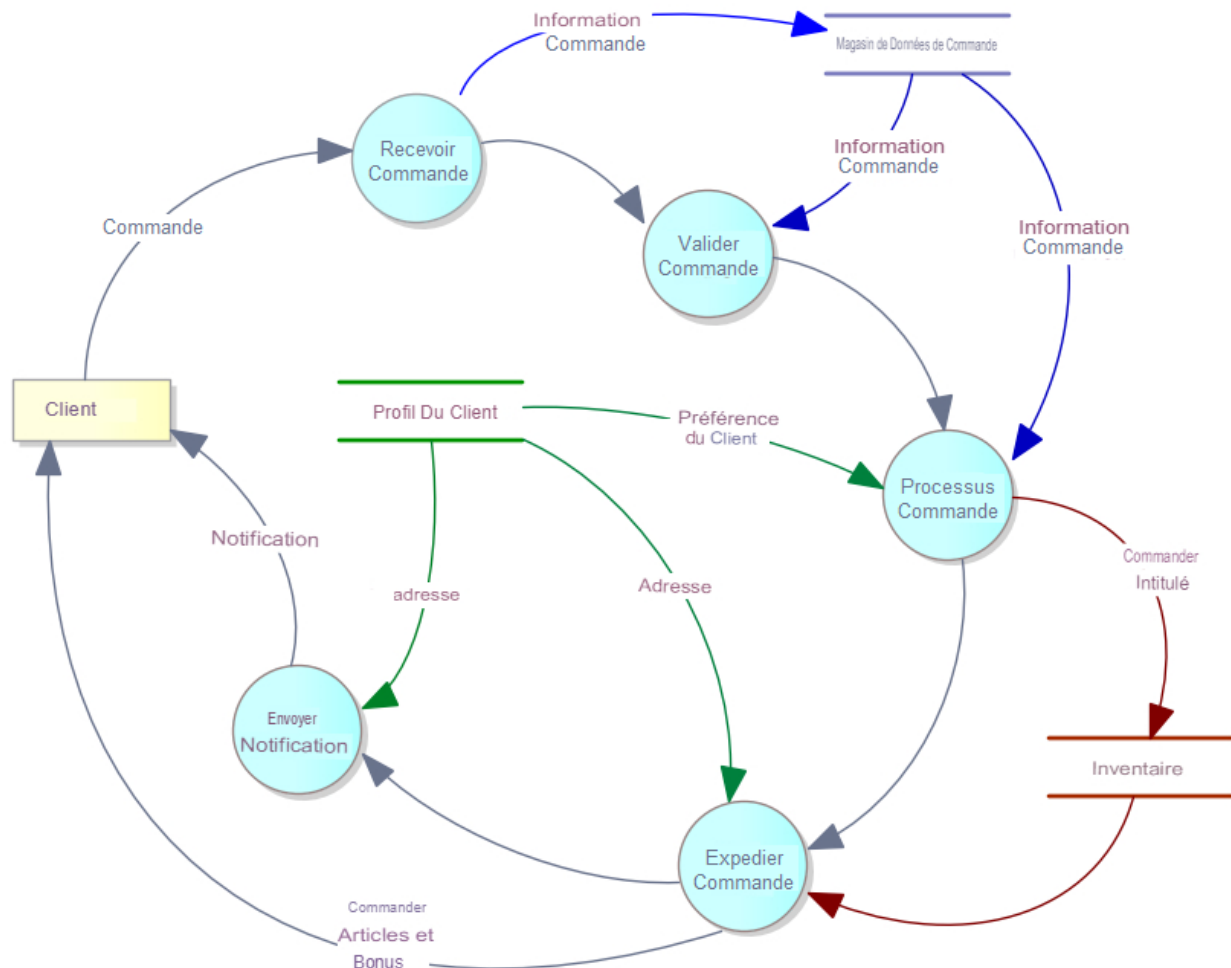 Information
Commande
Magasin de Données de Commande
Recevoir
Commande
Information
Commande
Commande
Information
Commande
Valider
Commande
Client
Profil Du Client
Préférence
du Client
Processus
Commande
Notification
Commander
Intitulé
adresse
Adresse
Envoyer
Notification
Inventaire
Expedier
Commande
Commander
Articles et
Bonus